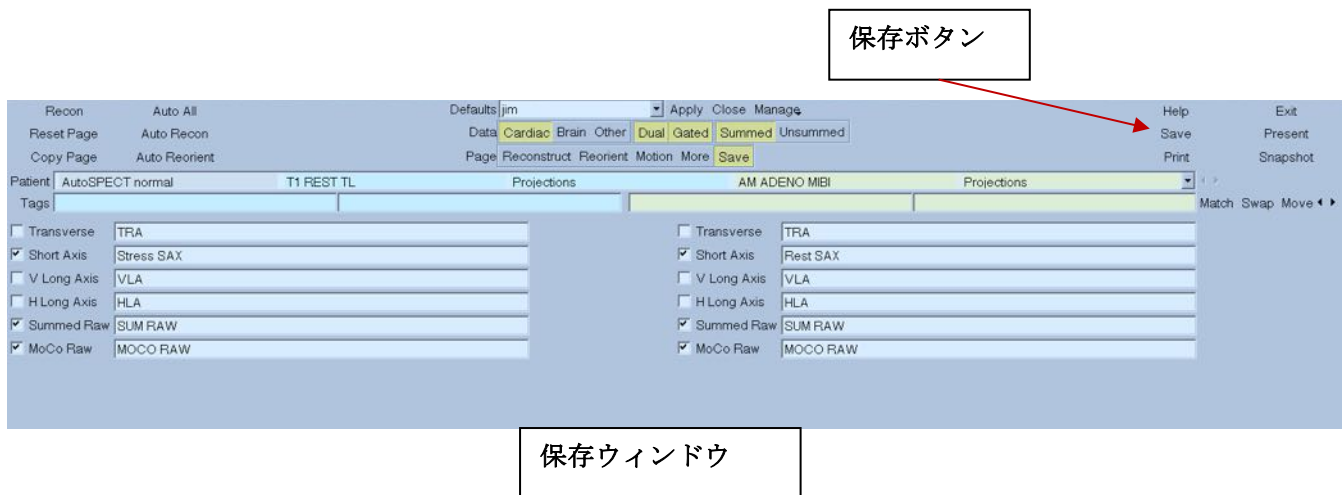 保存ボタン
Recon Auto All Defaults jim Apply Close Manage Help Exit
Reset Page Auto Recon Data Cardiac Brain Other Dual Gated Summed Unsummed Save Present
Copy Page Auto Reorient Page Reconstruct Reorient Motion More Save Print Snapshot
Patient AutoSPECT normal T1 REST TL Projections AM ADENO MIBI Projections
Tags Match Swap Move
Transverse TRA Transverse TRA
Short Axis Stress SAX Short Axis Rest SAX
V Long Axis VLA V Long Axis VLA
H Long Axis HLA H Long Axis HLA
Summed Raw SUM RAW Summed Raw SUM RAW
MoCo Raw MOCO RAW MoCo Raw MOCO RAW
保存ウィンドウ